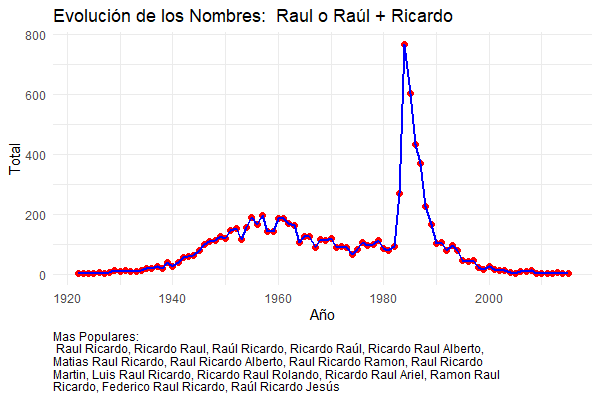 Evolución de los Nombres:  Raul o Raúl + Ricardo
800
600
400
200
0
Total
1920
1940
1960
1980
2000
Año
Mas Populares:
Raul Ricardo, Ricardo Raul, Raúl Ricardo, Ricardo Raúl, Ricardo Raul Alberto,
Matias Raul Ricardo, Raul Ricardo Alberto, Raul Ricardo Ramon, Raul Ricardo
Martin, Luis Raul Ricardo, Ricardo Raul Rolando, Ricardo Raul Ariel, Ramon Raul
Ricardo, Federico Raul Ricardo, Raúl Ricardo Jesús